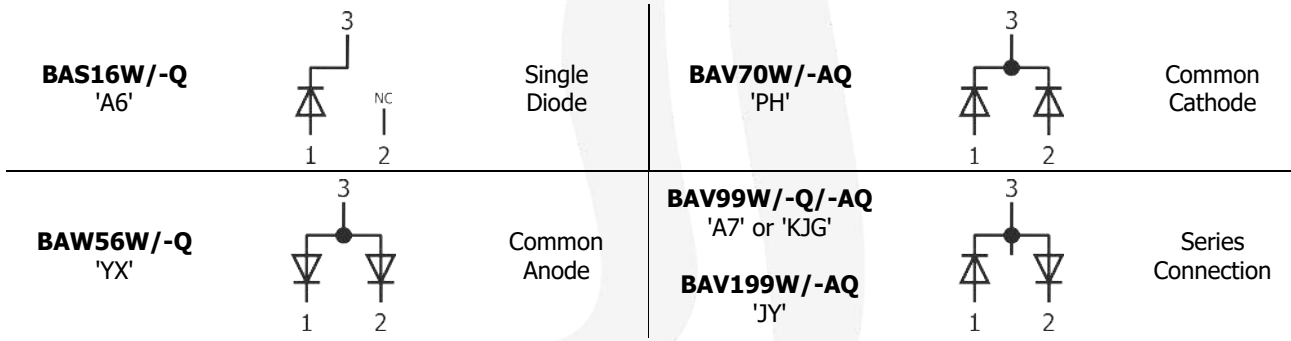 3
BAS16W/-Q
'A6'
NC
1 2
Single
Diode
3
BAV70W/-AQ
'PH'
1 2
Common
Cathode
3
BAW56W/-Q
'YX'
1 2
Common
Anode
3
BAV99W/-Q/-AQ
'A7' or 'KJG'
BAV199W/-AQ
'JY'
1 2
Series
Connection